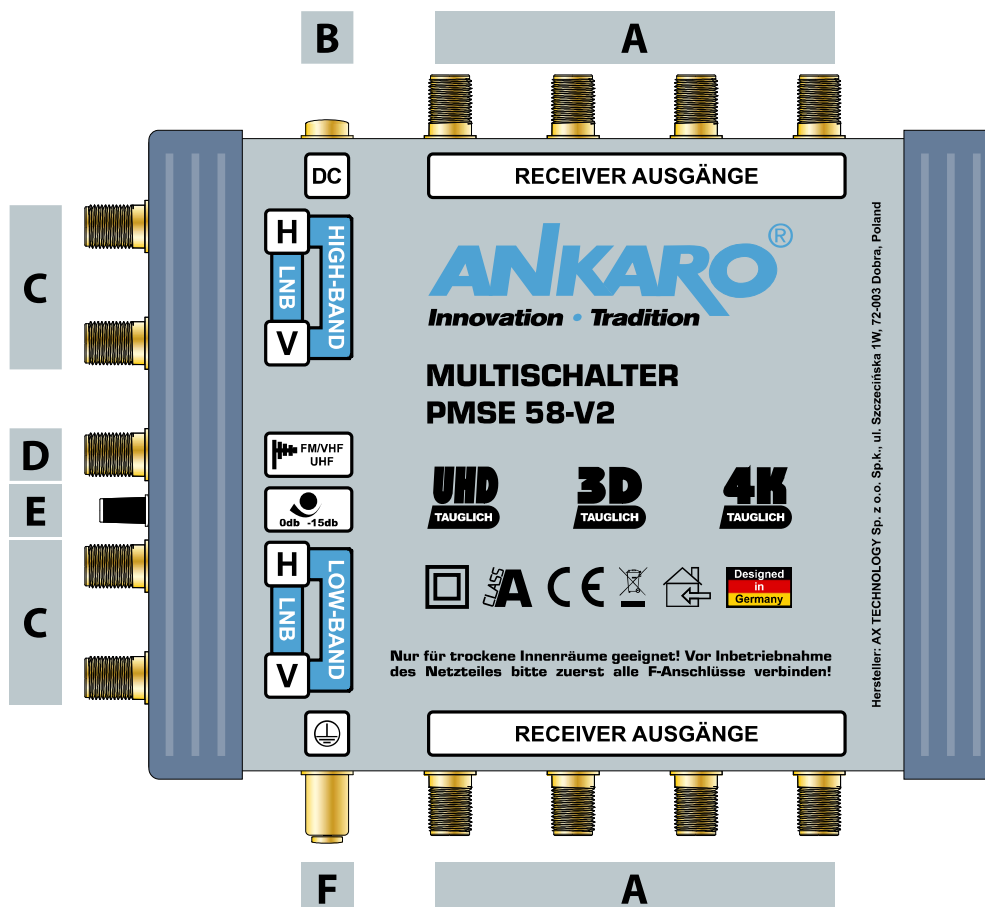 B
A
DC
RECEIVER AUSGÄNGE
C
H
LNB
V
HIGH-BAND
ANKARO®
Innovation • Tradition
MULTISCHALTER
PMSE 58-V2
D
FM/VHF
UHF
E
0db -15db
UHD
TAUGLICH
3D
TAUGLICH
4K
TAUGLICH
C
H
LNB
V
LOW-BAND
CLASS A
CE
Designed
in
Germany
Nur für trockene Innenräume geeignet! Vor Inbetriebnahme
des Netzteiles bitte zuerst alle F-Anschlüsse verbinden!
Hersteller: AX TECHNOLOGY Sp. z o.o. Sp.k., ul. Szczecińska 1W, 72-003 Dobra, Poland
RECEIVER AUSGÄNGE
F
A